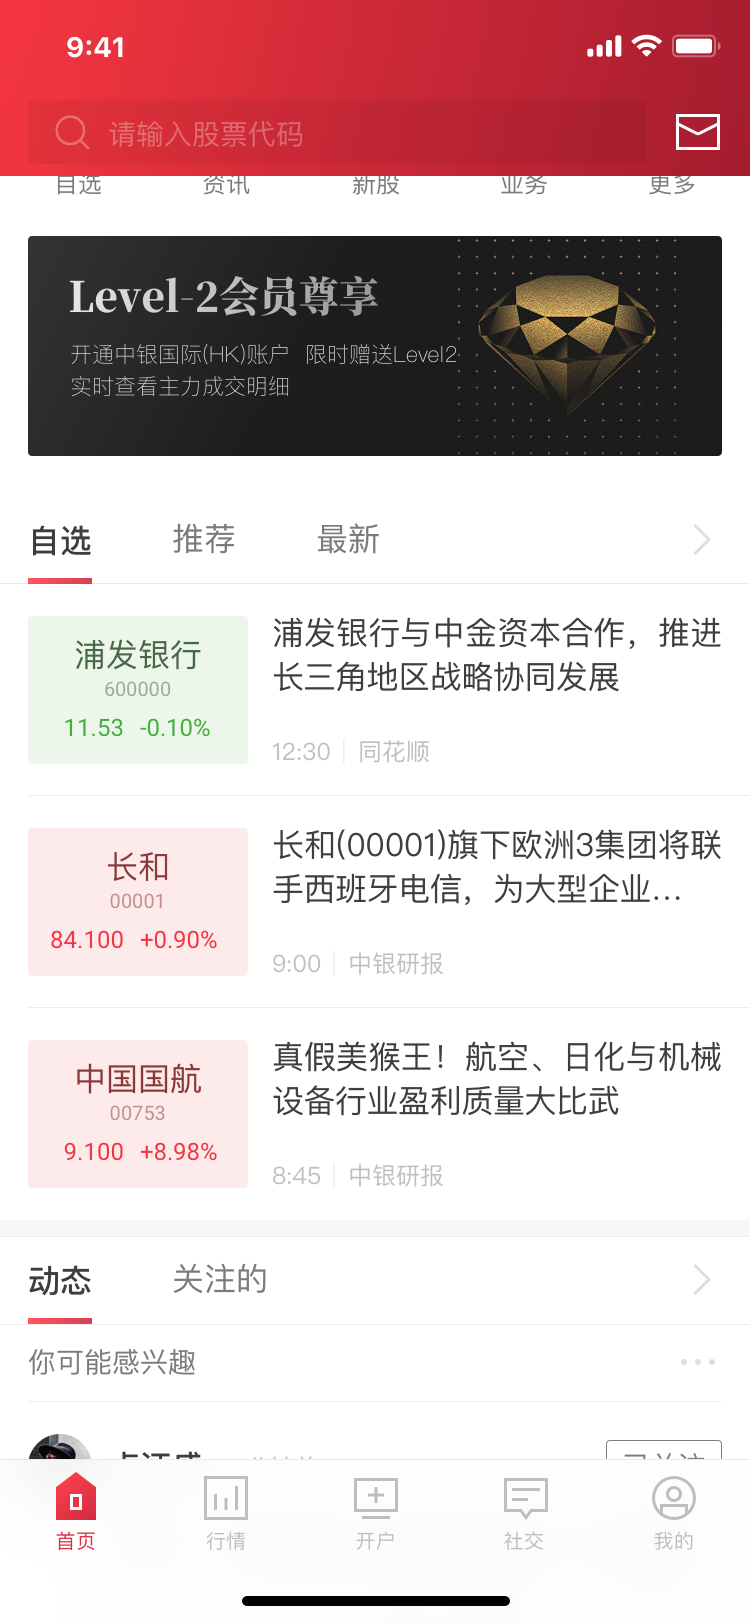 9:41
请输入股票代码
自选
资讯
新股
业务
更多
Level-2会员尊享
开通中银国际(HK)账户 限时赠送Level2
实时查看主力成交明细
自选
推荐
最新
浦发银行
600000
11.53 -0.10%
浦发银行与中金资本合作，推进
长三角地区战略协同发展
12:30
同花顺
长和
00001
84.100 +0.90%
长和(00001)旗下欧洲3集团将联
手西班牙电信，为大型企业...
9:00
中银研报
中国国航
00753
9.100 +8.98%
真假美猴王！航空、日化与机械
设备行业盈利质量大比武
8:45
中银研报
动态
关注的
你可能感兴趣
已关注
首页
行情
开户
社交
我的